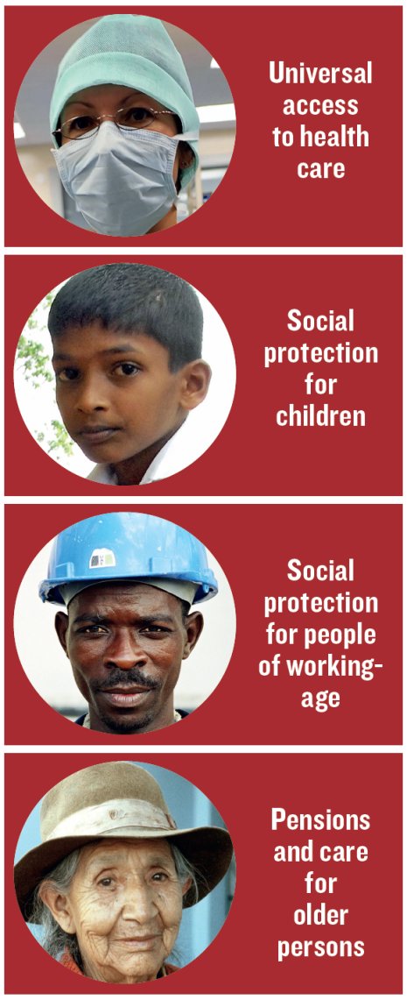 Universal
access
to health
care
Social
protection
for
children
Social
protection
for people
of working-
age
Pensions
and care
for
older
persons